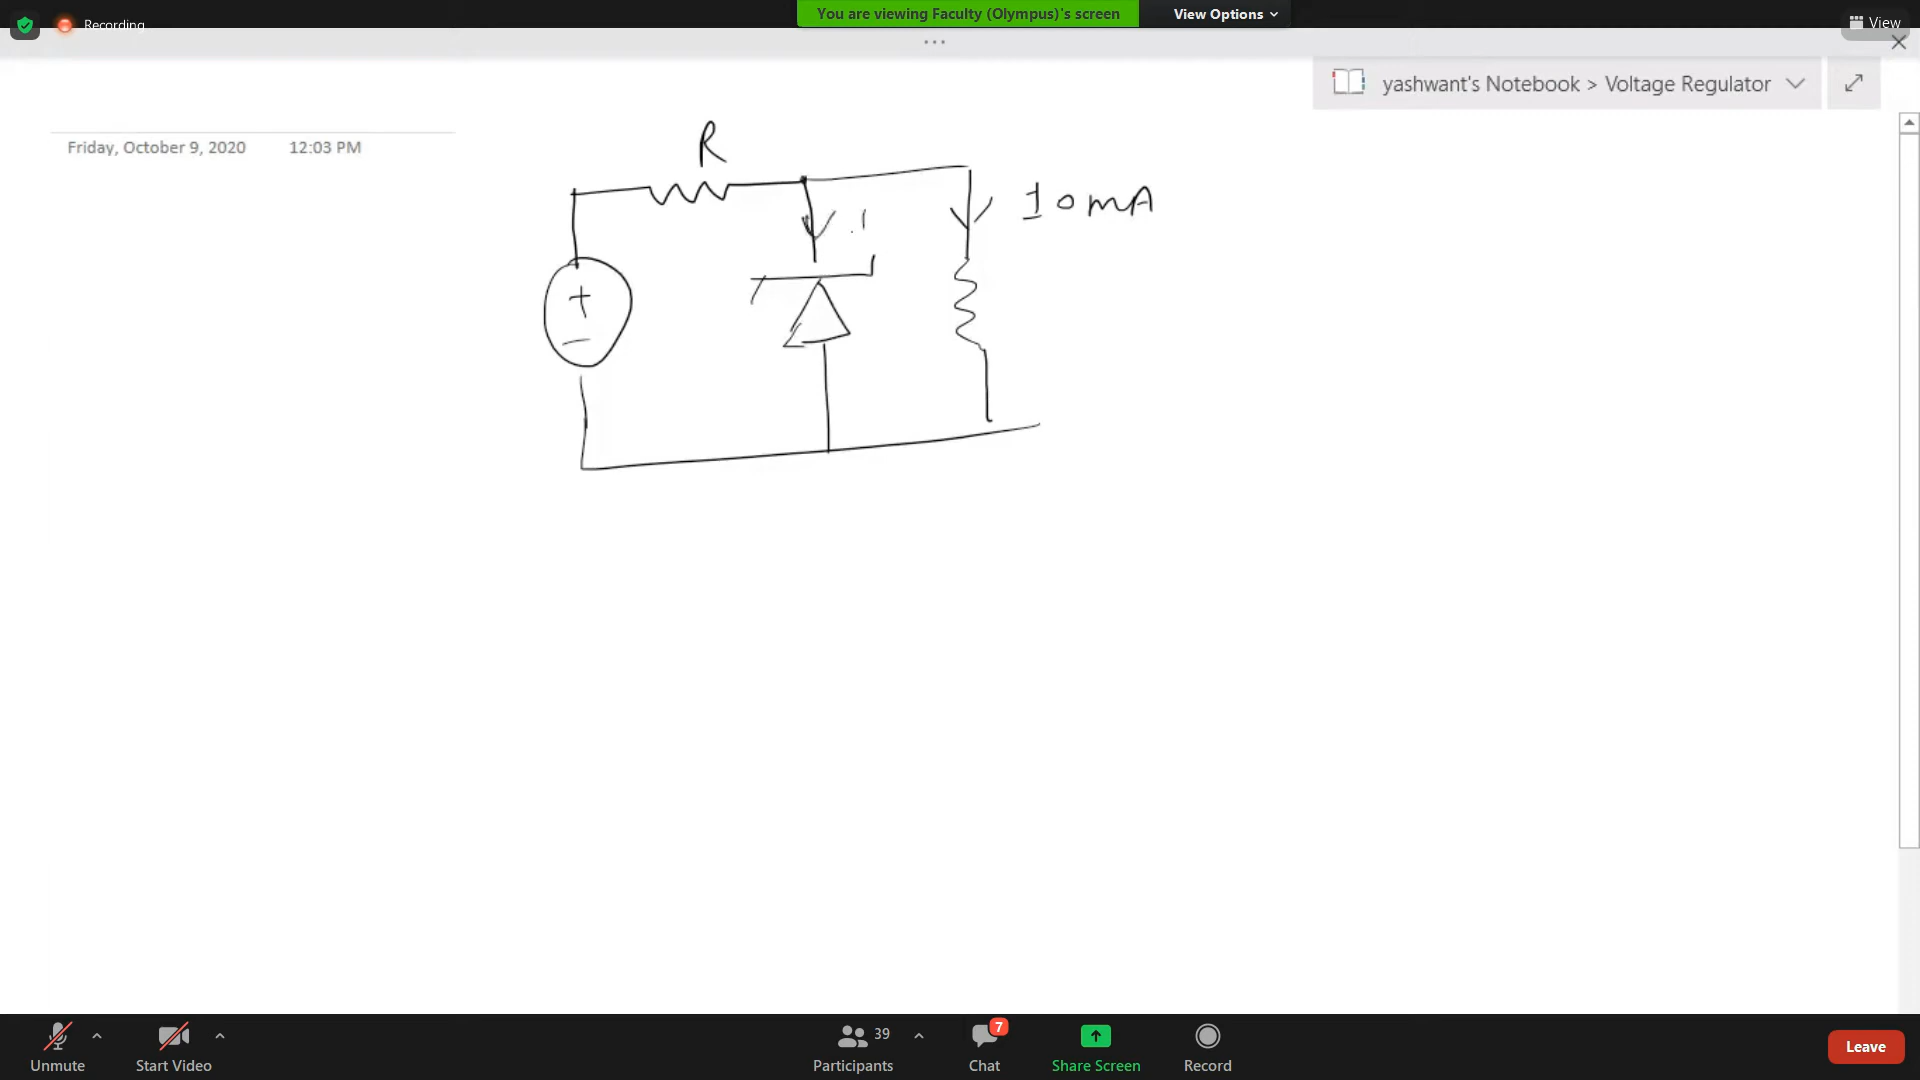 Recording
You are viewing Faculty (Olympus)'s screen
View Options
View
yashwant's Notebook > Voltage Regulator
Friday, October 9, 2020 12:03 PM
R
10mA
+
−
Unmute
Start Video
Participants
39
Chat
7
Share Screen
Record
Leave